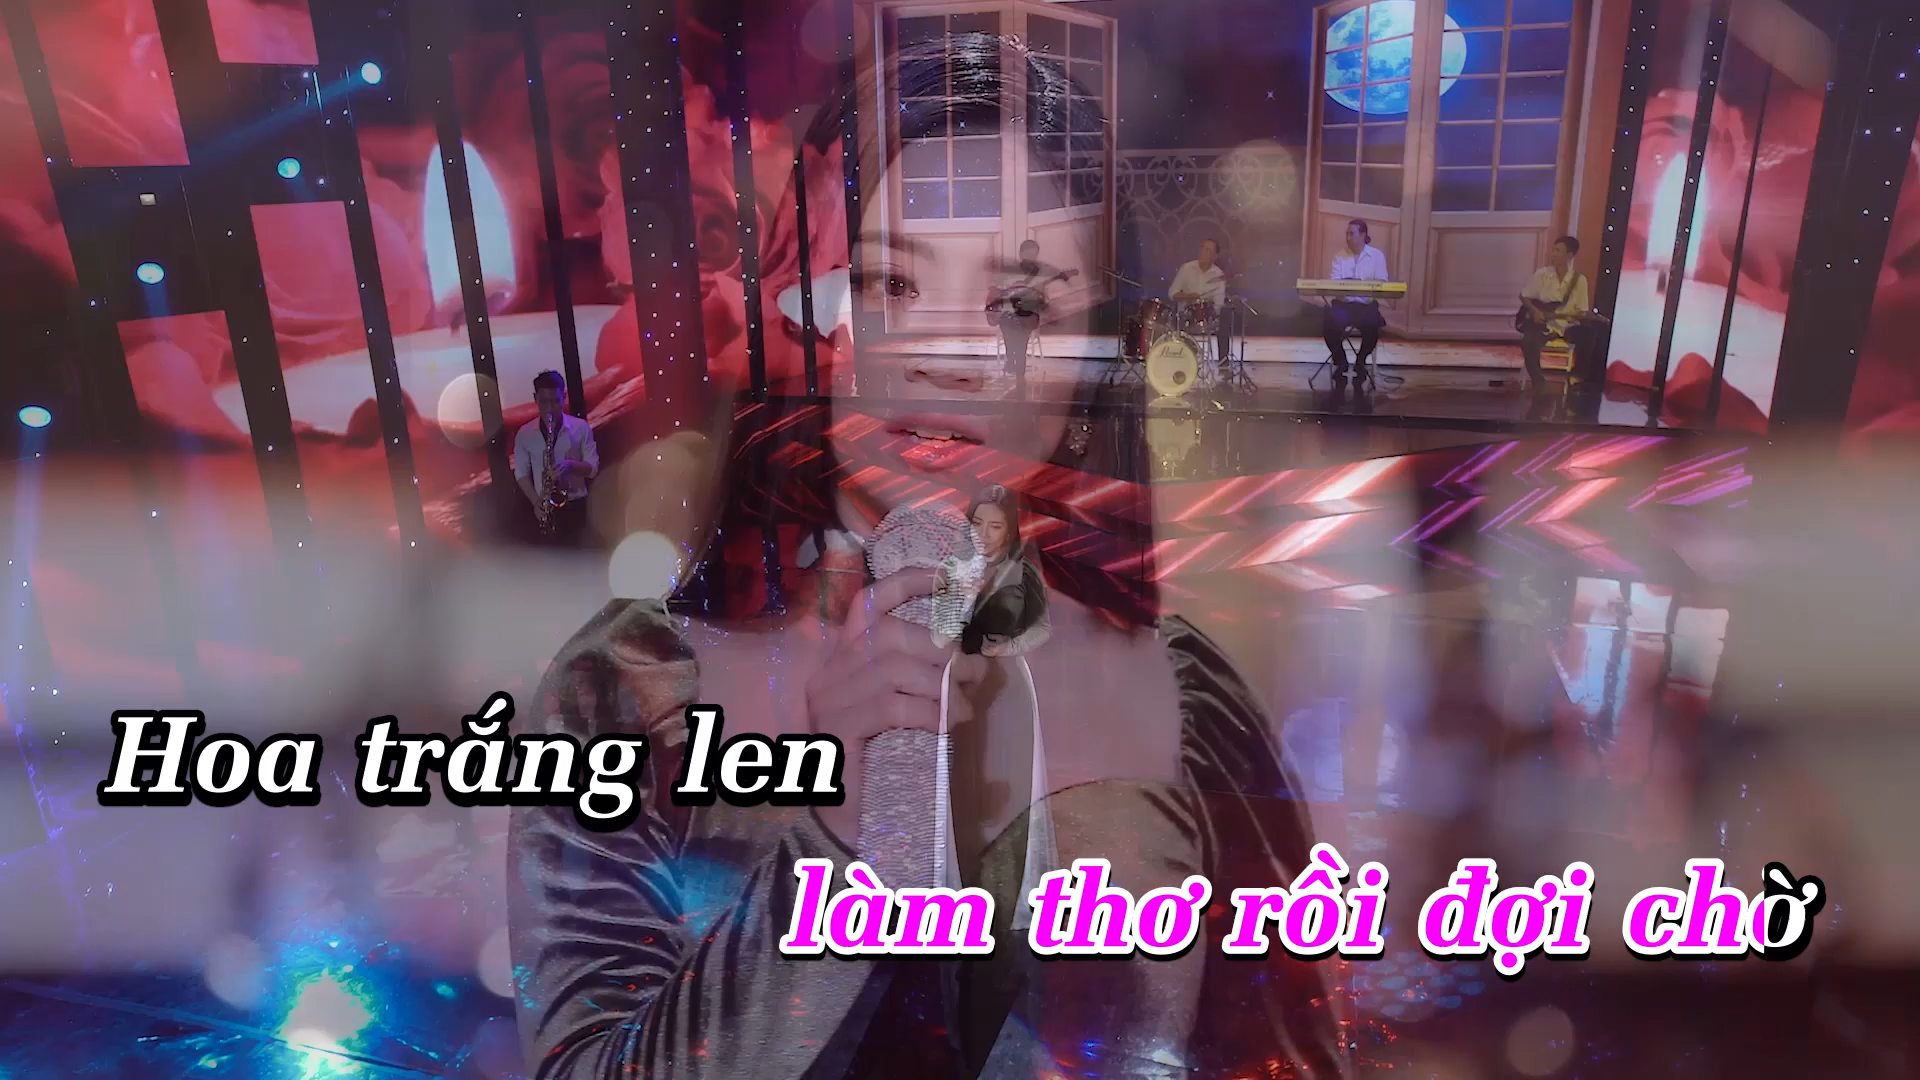 Hoa trắng len
làm thơ rồi đợi chờ